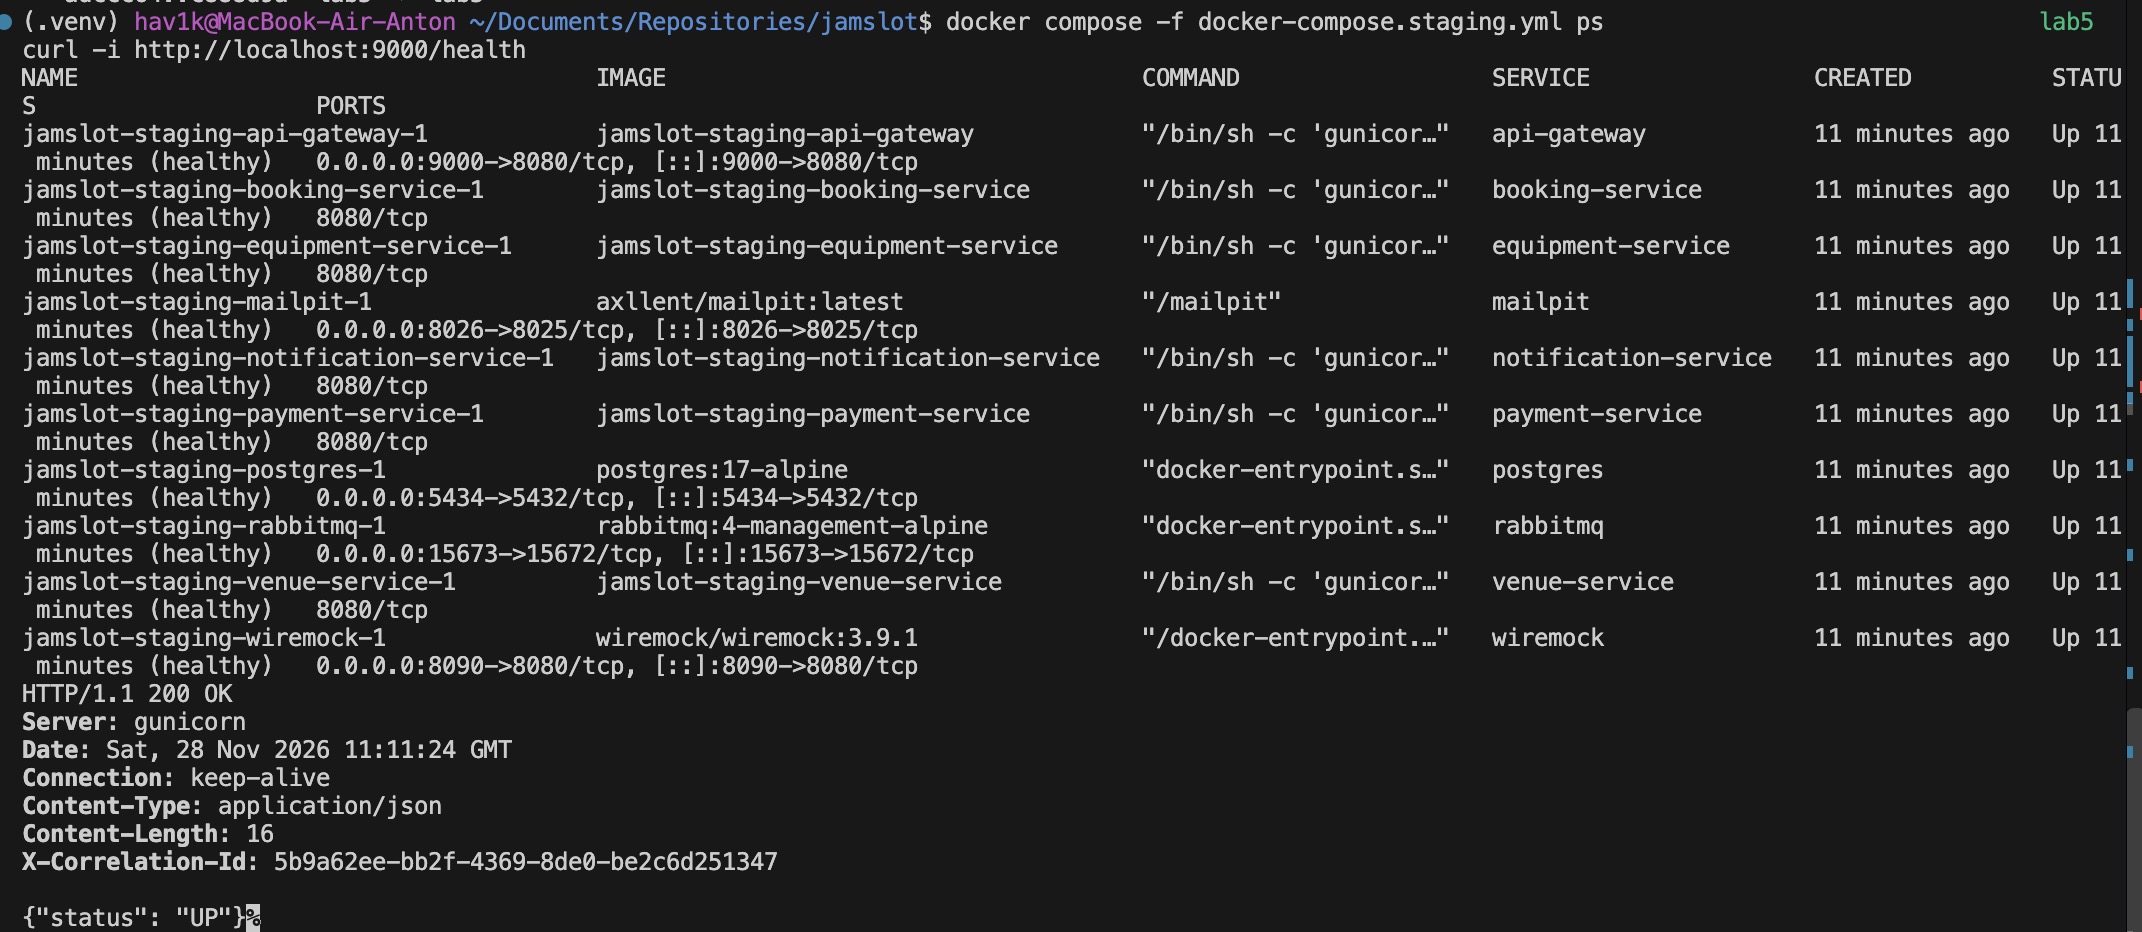 (.venv) hav1k@MacBook-Air-Anton ~/Documents/Repositories/jamslot$ docker compose -f docker-compose.staging.yml ps lab5
curl -i http://localhost:9000/health
NAME IMAGE COMMAND SERVICE CREATED STATU
S PORTS
jamslot-staging-api-gateway-1 jamslot-staging-api-gateway "/bin/sh -c 'gunicor…" api-gateway 11 minutes ago Up 11
minutes (healthy) 0.0.0.0:9000->8080/tcp, [::]:9000->8080/tcp
jamslot-staging-booking-service-1 jamslot-staging-booking-service "/bin/sh -c 'gunicor…" booking-service 11 minutes ago Up 11
minutes (healthy) 8080/tcp
jamslot-staging-equipment-service-1 jamslot-staging-equipment-service "/bin/sh -c 'gunicor…" equipment-service 11 minutes ago Up 11
minutes (healthy) 8080/tcp
jamslot-staging-mailpit-1 axllent/mailpit:latest "/mailpit" mailpit 11 minutes ago Up 11
minutes (healthy) 0.0.0.0:8026->8025/tcp, [::]:8026->8025/tcp
jamslot-staging-notification-service-1 jamslot-staging-notification-service "/bin/sh -c 'gunicor…" notification-service 11 minutes ago Up 11
minutes (healthy) 8080/tcp
jamslot-staging-payment-service-1 jamslot-staging-payment-service "/bin/sh -c 'gunicor…" payment-service 11 minutes ago Up 11
minutes (healthy) 8080/tcp
jamslot-staging-postgres-1 postgres:17-alpine "docker-entrypoint.s…" postgres 11 minutes ago Up 11
minutes (healthy) 0.0.0.0:5434->5432/tcp, [::]:5434->5432/tcp
jamslot-staging-rabbitmq-1 rabbitmq:4-management-alpine "docker-entrypoint.s…" rabbitmq 11 minutes ago Up 11
minutes (healthy) 0.0.0.0:15673->15672/tcp, [::]:15673->15672/tcp
jamslot-staging-venue-service-1 jamslot-staging-venue-service "/bin/sh -c 'gunicor…" venue-service 11 minutes ago Up 11
minutes (healthy) 8080/tcp
jamslot-staging-wiremock-1 wiremock/wiremock:3.9.1 "/docker-entrypoint.…" wiremock 11 minutes ago Up 11
minutes (healthy) 0.0.0.0:8090->8080/tcp, [::]:8090->8080/tcp
HTTP/1.1 200 OK
Server: gunicorn
Date: Sat, 28 Nov 2026 11:11:24 GMT
Connection: keep-alive
Content-Type: application/json
Content-Length: 16
X-Correlation-Id: 5b9a62ee-bb2f-4369-8de0-be2c6d251347
{"status": "UP"}%